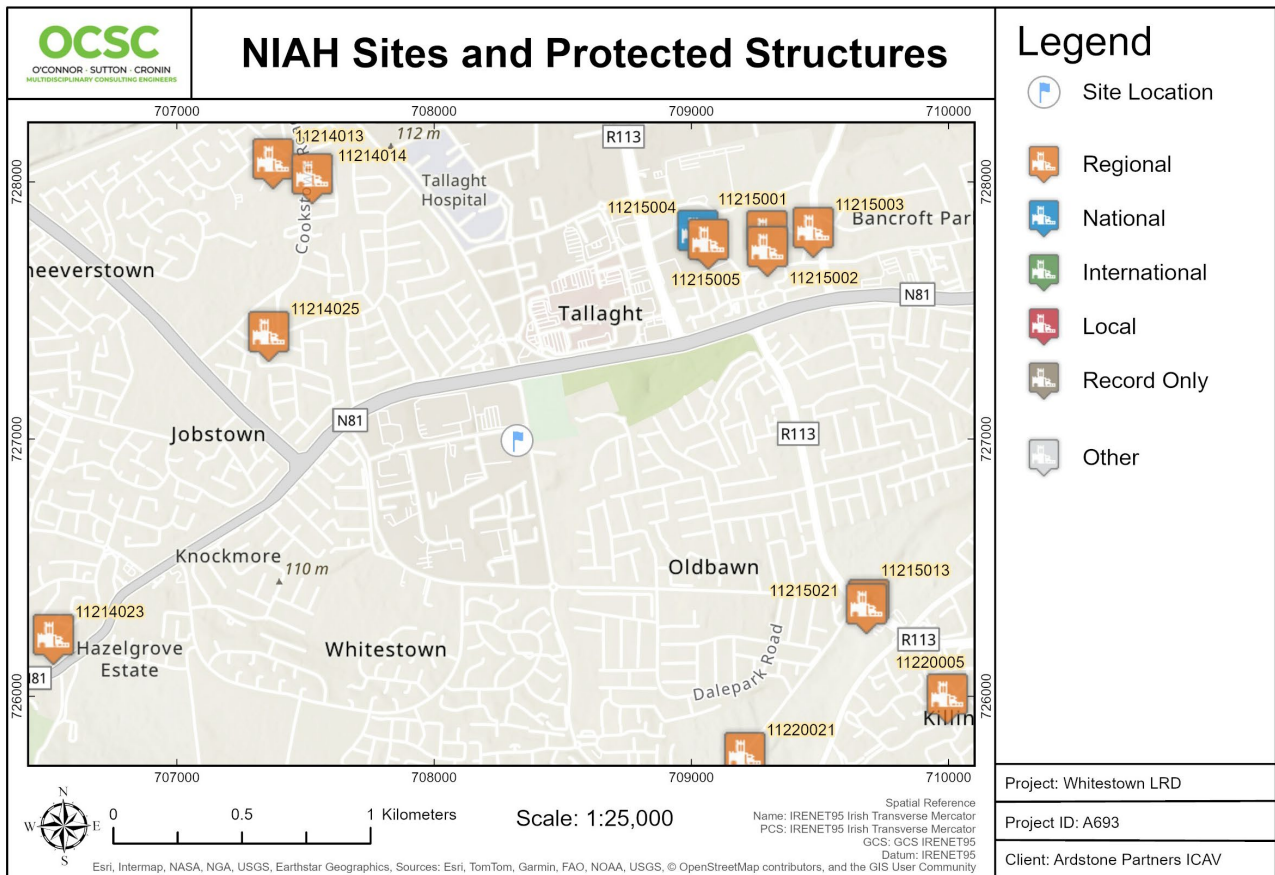 OCSC
O'CONNOR · SUTTON · CRONIN
MULTIDISCIPLINARY CONSULTING ENGINEERS
NIAH Sites and Protected Structures
Legend
Site Location
Regional
National
International
Local
Record Only
Other
707000
708000
709000
710000
728000
728000
727000
727000
726000
726000
11214013
112 m
R113
11214014
Tallaght
Hospital
11215004
11215001
11215003
Bancroft Par
11215005
11215002
heeverstown
N81
11214025
Tallaght
N81
Jobstown
R113
Knockmore
110 m
Oldbawn
11215013
11215021
11214023
Hazelgrove
Estate
Whitestown
Dalepark Road
R113
11220005
Killin
N81
11220021
707000
708000
709000
710000
N
W
E
S
0
0.5
1 Kilometers
Scale: 1:25,000
Spatial Reference
Name: IRENET95 Irish Transverse Mercator
PCS: IRENET95 Irish Transverse Mercator
GCS: GCS IRENET95
Datum: IRENET95
Esri, Intermap, NASA, NGA, USGS, Earthstar Geographics, Sources: Esri, TomTom, Garmin, FAO, NOAA, USGS, © OpenStreetMap contributors, and the GIS User Community
Project: Whitestown LRD
Project ID: A693
Client: Ardstone Partners ICAV